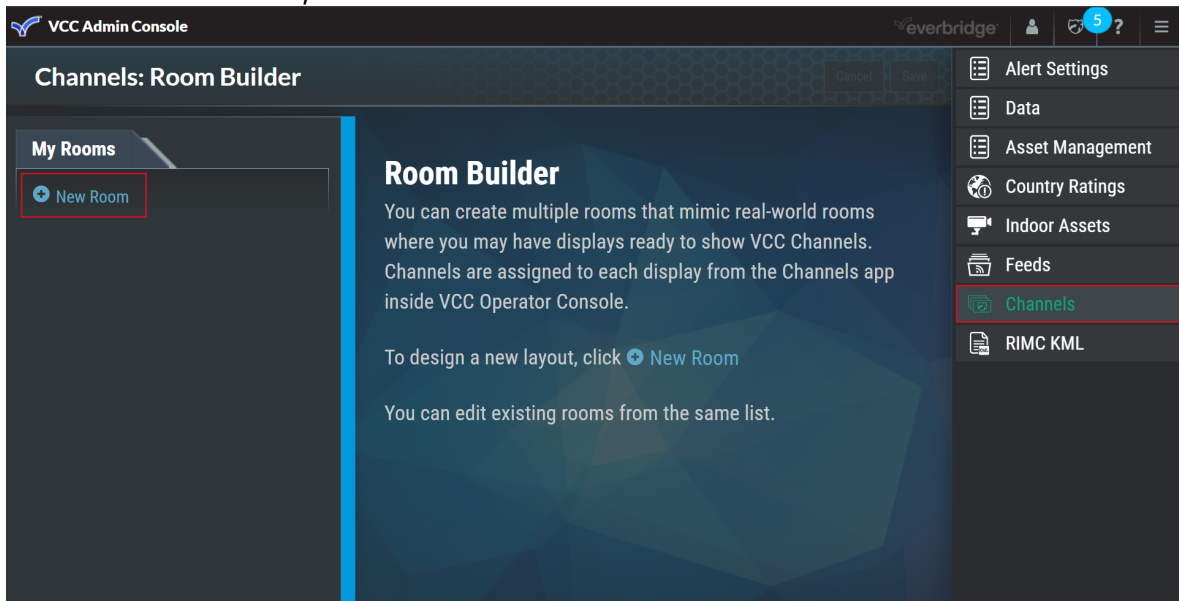 VCC Admin Console
everbridge
5
?
Channels: Room Builder
Cancel
Save
My Rooms
New Room
Room Builder
You can create multiple rooms that mimic real-world rooms
where you may have displays ready to show VCC Channels.
Channels are assigned to each display from the Channels app
inside VCC Operator Console.
To design a new layout, click New Room
You can edit existing rooms from the same list.
Alert Settings
Data
Asset Management
Country Ratings
Indoor Assets
Feeds
Channels
RIMC KML